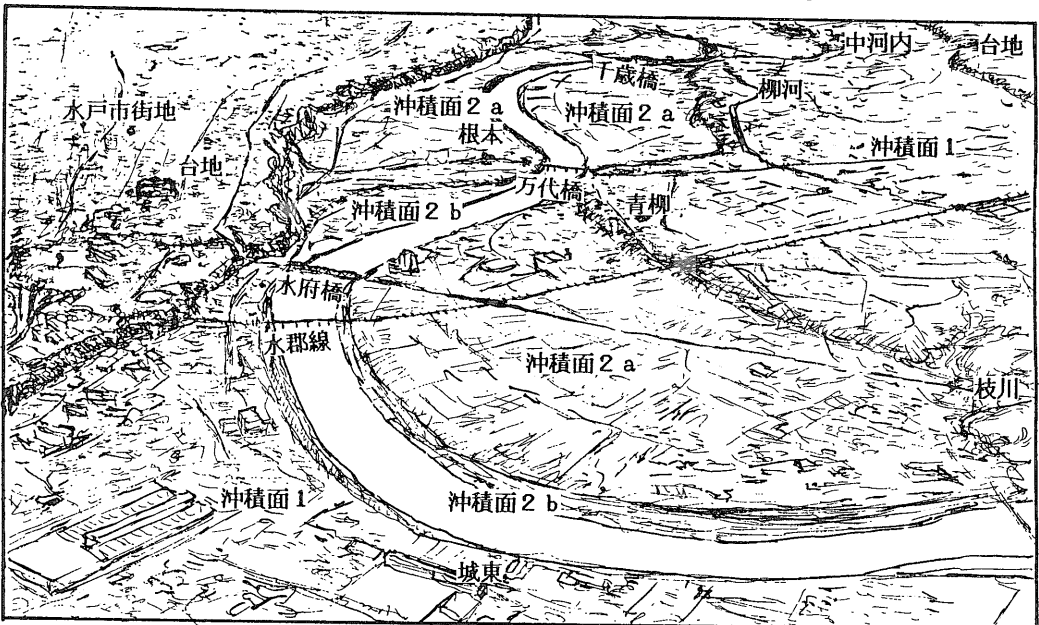 中河内
台地
千歳橋
柳河
沖積面2a
沖積面2a
水戸市街地
根本
沖積面1
台地
万代橋
青柳
沖積面2b
水府橋
水郡線
沖積面2a
枝川
沖積面1
沖積面2b
城東